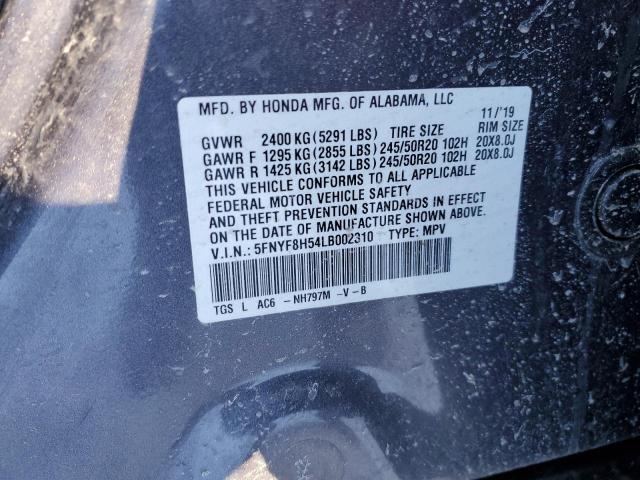 MFD. BY HONDA MFG. OF ALABAMA, LLC 11/'19
GVWR 2400 KG (5291 LBS) TIRE SIZE RIM SIZE
GAWR F 1295 KG (2855 LBS) 245/50R20 102H 20X8.0J
GAWR R 1425 KG (3142 LBS) 245/50R20 102H 20X8.0J
THIS VEHICLE CONFORMS TO ALL APPLICABLE
FEDERAL MOTOR VEHICLE SAFETY
AND THEFT PREVENTION STANDARDS IN EFFECT
ON THE DATE OF MANUFACTURE SHOWN ABOVE.
V.I.N.: 5FNYF8H54LB002310 TYPE: MPV
TGS L AC6 -NH797M -V-B